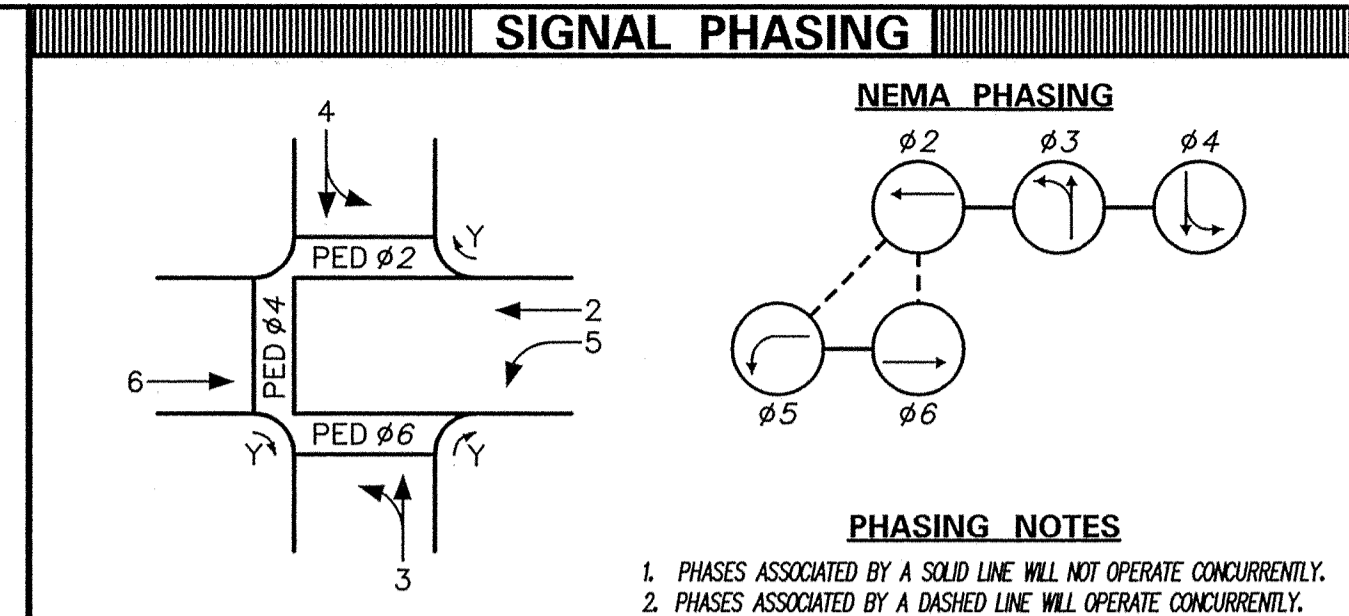 SIGNAL PHASING
NEMA PHASING
4
ø2
ø3
ø4
Y
PED ø2
PED ø4
2
5
6
ø5
ø6
PED ø6
Y
Y
3
PHASING NOTES
1. PHASES ASSOCIATED BY A SOLID LINE WILL NOT OPERATE CONCURRENTLY.
2. PHASES ASSOCIATED BY A DASHED LINE WILL OPERATE CONCURRENTLY.